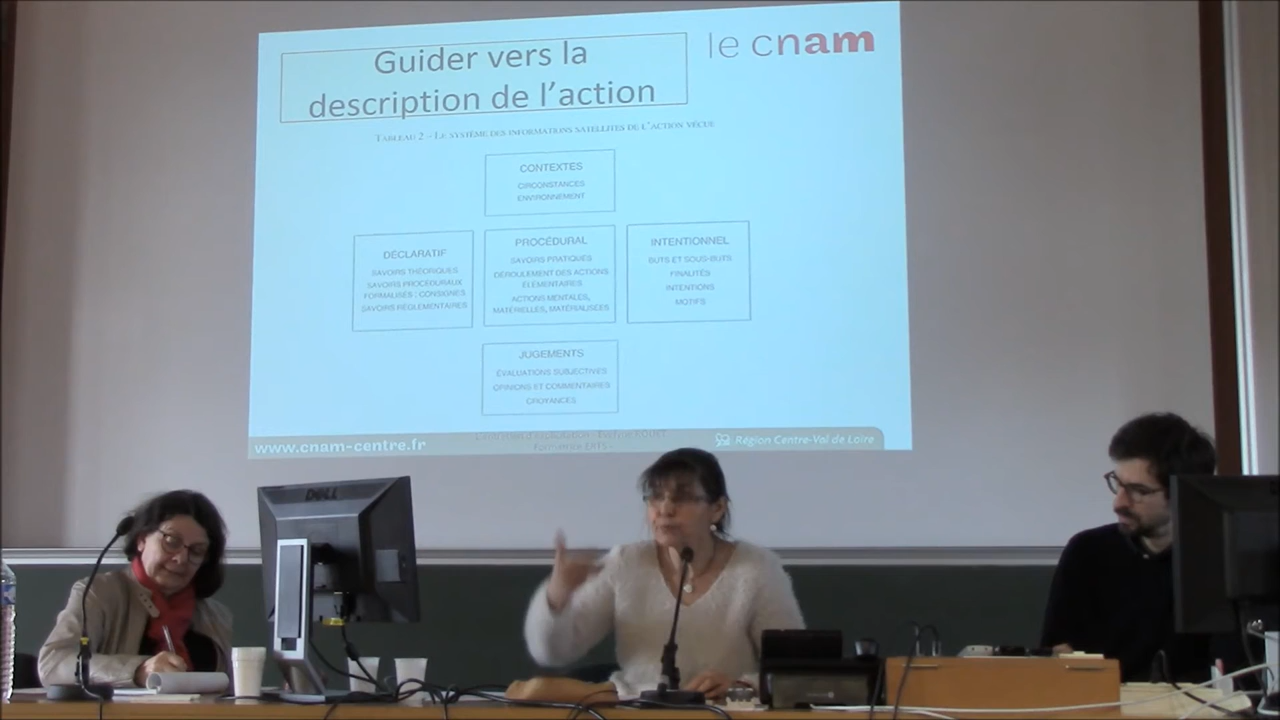 Guider vers la
description de l'action
le cnam
TABLEAU 2 – LE SYSTÈME DES INFORMATIONS SATELLITES DE L'ACTION VÉCUE
CONTEXTES
CIRCONSTANCES
ENVIRONNEMENT
DÉCLARATIF
SAVOIRS THÉORIQUES
SAVOIRS PROCÉDURAUX
FORMALISÉS : CONSIGNES
SAVOIRS RÉGLEMENTAIRES
PROCÉDURAL
SAVOIRS PRATIQUES
DÉROULEMENT DES ACTIONS
ÉLÉMENTAIRES
ACTIONS MENTALES,
MATÉRIELLES, MATÉRIALISÉES
INTENTIONNEL
BUTS ET SOUS-BUTS
FINALITÉS
INTENTIONS
MOTIFS
JUGEMENTS
ÉVALUATIONS SUBJECTIVES
OPINIONS ET COMMENTAIRES
CROYANCES
www.cnam-centre.fr
L'entretien d'explicitation
Région Centre-Val de Loire
DELL